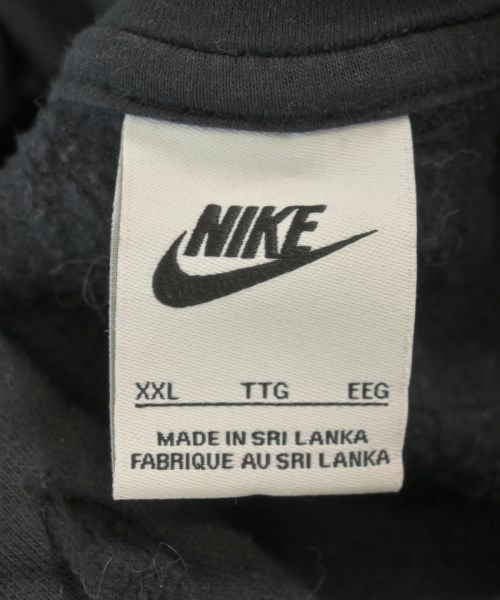 NIKE
XXL TTG EEG
MADE IN SRI LANKA
FABRIQUE AU SRI LANKA